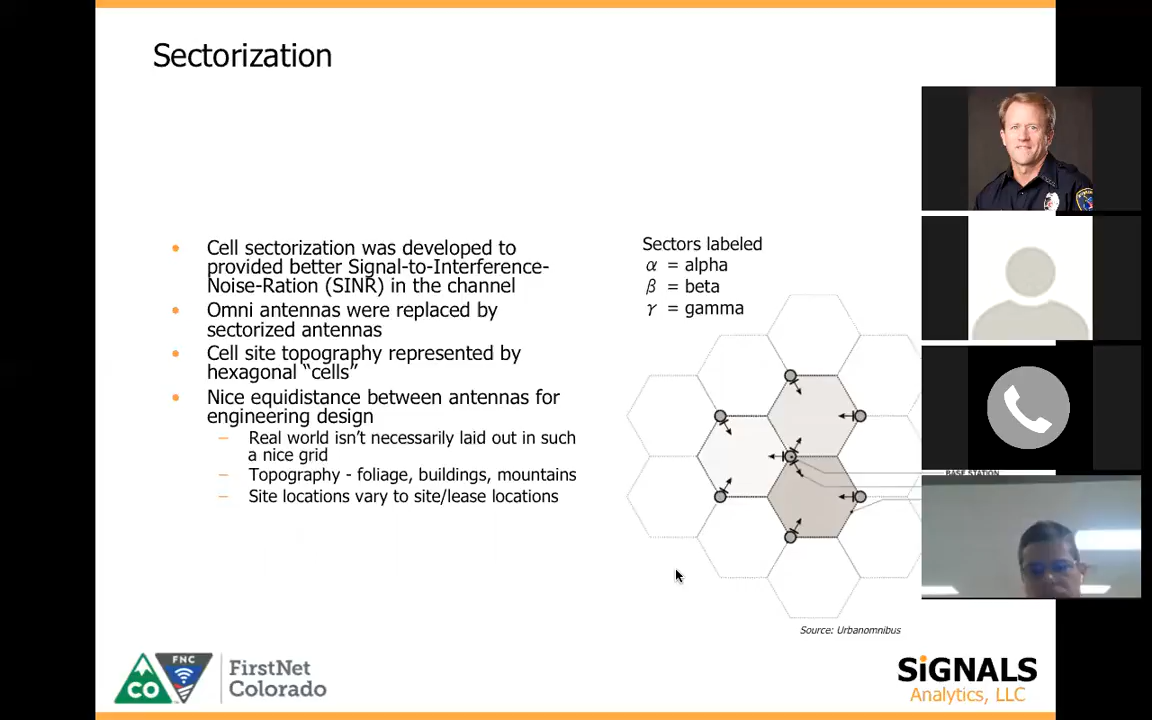 Sectorization
Cell sectorization was developed to
provided better Signal-to-Interference-
Noise-Ration (SINR) in the channel
Omni antennas were replaced by
sectorized antennas
Cell site topography represented by
hexagonal “cells”
Nice equidistance between antennas for
engineering design
– Real world isn’t necessarily laid out in such
a nice grid
– Topography - foliage, buildings, mountains
– Site locations vary to site/lease locations
Sectors labeled
α = alpha
β = beta
γ = gamma
BASE STATION
Source: Urbanomnibus
FNC
CO
FirstNet
Colorado
SiGNALS
Analytics, LLC